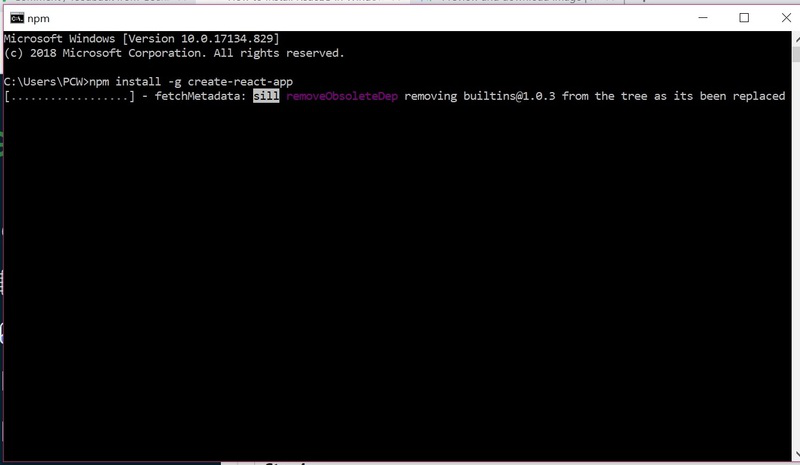 npm
Microsoft Windows [Version 10.0.17134.829]
(c) 2018 Microsoft Corporation. All rights reserved.
C:\Users\PCW>npm install -g create-react-app
[..................] - fetchMetadata: sill removeObsoleteDep removing builtins@1.0.3 from the tree as its been replaced